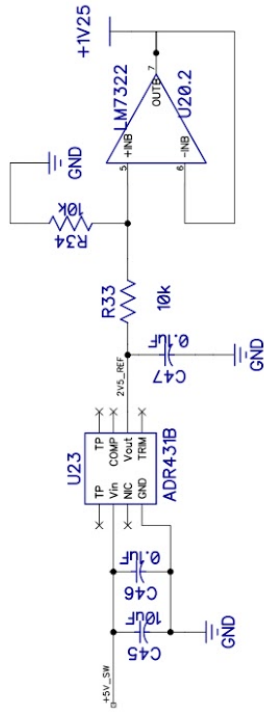 +5V_SW
C45
10uF
C46
0.1uF
GND
U23
TP
Vin
NIC
GND
TP
COMP
Vout
TRIM
ADR431B
2V5_REF
C47
0.1uF
GND
R33
10k
R34
10k
GND
5
+INB
6
-INB
LM7322
OUTB
7
U20.2
+1V25